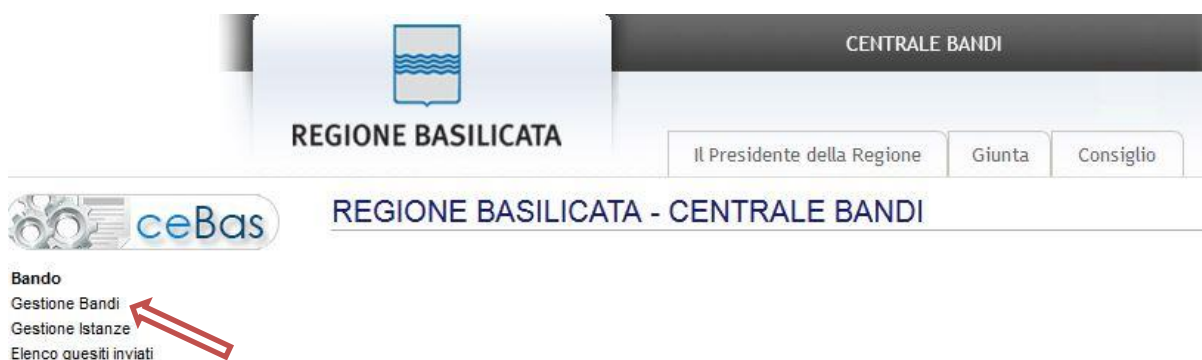 CENTRALE BANDI
REGIONE BASILICATA
Il Presidente della Regione
Giunta
Consiglio
ceBas
REGIONE BASILICATA - CENTRALE BANDI
Bando
Gestione Bandi
Gestione Istanze
Elenco quesiti inviati